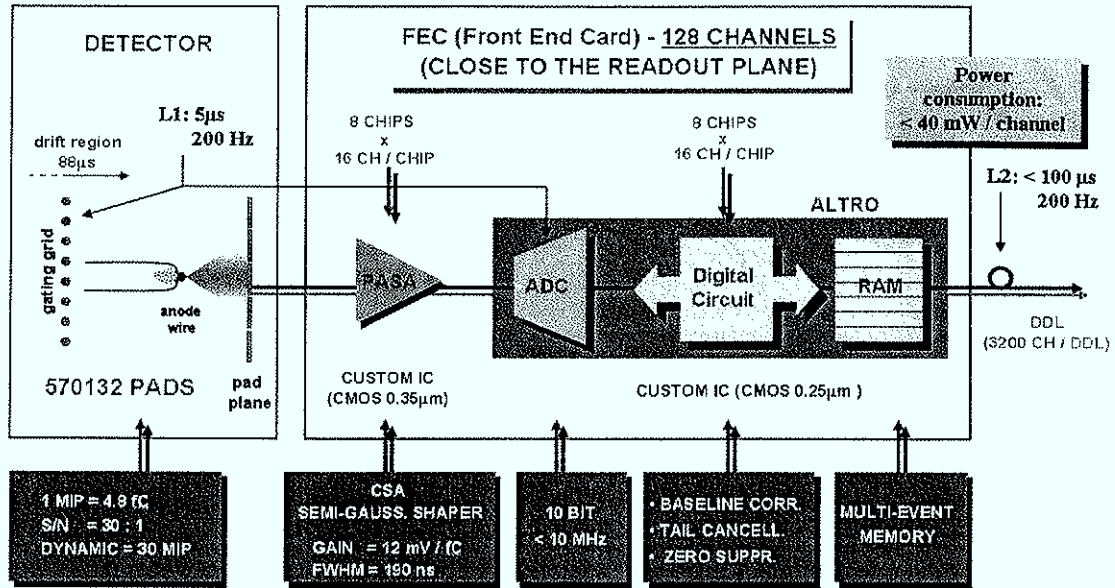 DETECTOR
FEC (Front End Card) - 128 CHANNELS
(CLOSE TO THE READOUT PLANE)
Power
consumption:
< 40 mW / channel
L1: 5µs
200 Hz
drift region
88µs
8 CHIPS
x
16 CH / CHIP
8 CHIPS
x
16 CH / CHIP
L2: < 100 µs
200 Hz
ALTRO
gating grid
anode
wire
PASA
ADC
Digital
Circuit
RAM
DDL
(3200 CH / DDL)
570132 PADS
pad
plane
CUSTOM IC
(CMOS 0.35µm)
CUSTOM IC (CMOS 0.25µm )
1 MIP = 4.8 fC
S/N = 30 : 1
DYNAMIC = 30 MIP
CSA
SEMI-GAUSS. SHAPER
GAIN = 12 mV / fC
FWHM = 190 ns
10 BIT
< 10 MHz
• BASELINE CORR.
• TAIL CANCELL.
• ZERO SUPPR.
MULTI-EVENT
MEMORY